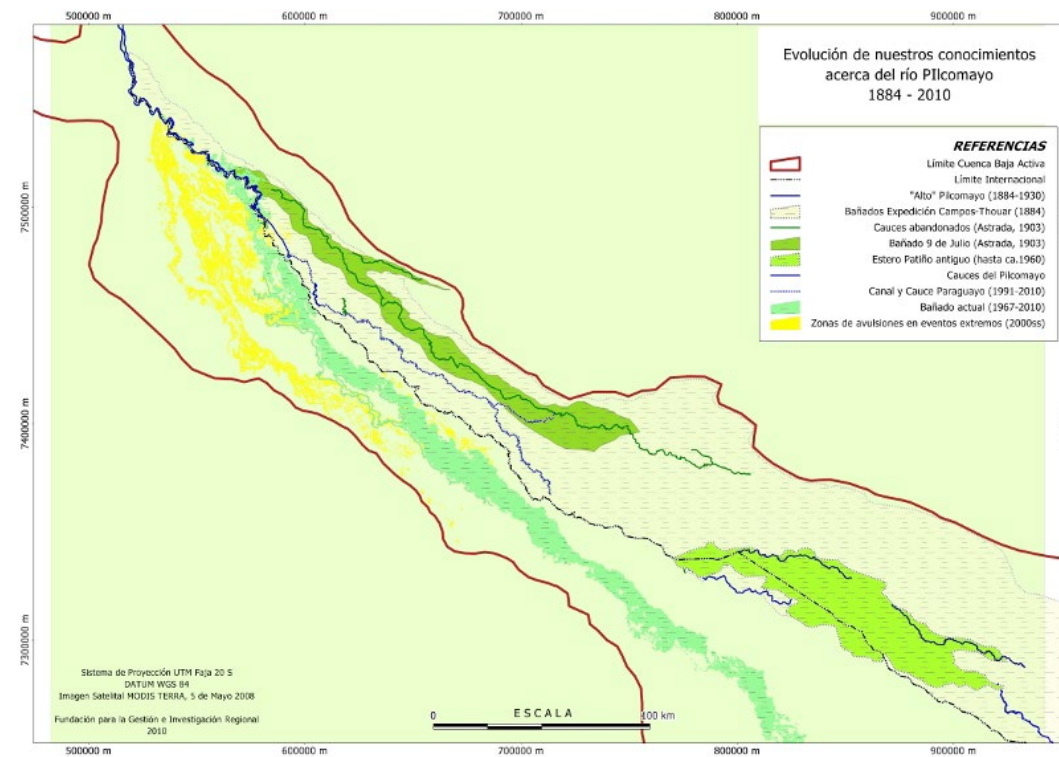 500000 m
600000 m
700000 m
800000 m
900000 m
Evolución de nuestros conocimientos
acerca del río PIlcomayo
1884 - 2010
REFERENCIAS
Límite Cuenca Baja Activa
Límite Internacional
"Alto" Pilcomayo (1884-1930)
Bañados Expedición Campos-Thouar (1884)
Cauces abandonados (Astrada, 1903)
Bañado 9 de Julio (Astrada, 1903)
Estero Patiño antiguo (hasta ca.1960)
Cauces del Pilcomayo
Canal y Cauce Paraguayo (1991-2010)
Bañado actual (1967-2010)
Zonas de avulsiones en eventos extremos (2000ss)
7500000 m
7400000 m
7300000 m
Sistema de Proyección UTM Faja 20 S
DATUM WGS 84
Imagen Satelital MODIS TERRA, 5 de Mayo 2008
Fundación para la Gestión e Investigación Regional
2010
0
ESCALA
100 km
500000 m
600000 m
700000 m
800000 m
900000 m